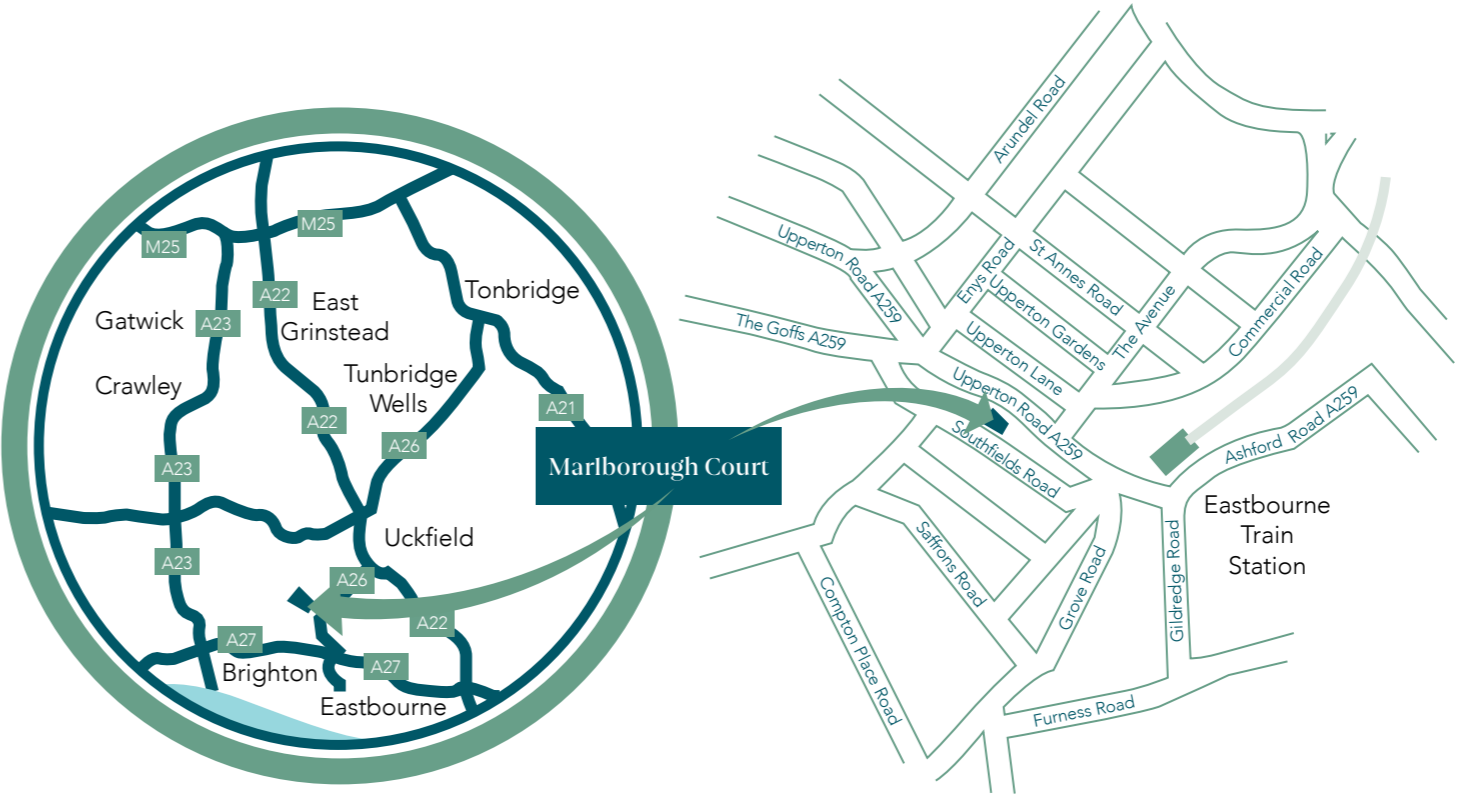 M25
M25
A22
East
Grinstead
Tonbridge
Gatwick
A23
Crawley
Tunbridge
Wells
A22
A21
A26
A23
Marlborough Court
Uckfield
A23
A26
A22
A27
A27
Brighton
Eastbourne
Arundel Road
Upperton Road A259
Enys Road
St Annes Road
Upperton Gardens
The Avenue
Commercial Road
The Goffs A259
Upperton Lane
Upperton Road A259
Southfields Road
Ashford Road A259
Eastbourne
Train
Station
Saffrons Road
Grove Road
Gildredge Road
Compton Place Road
Furness Road